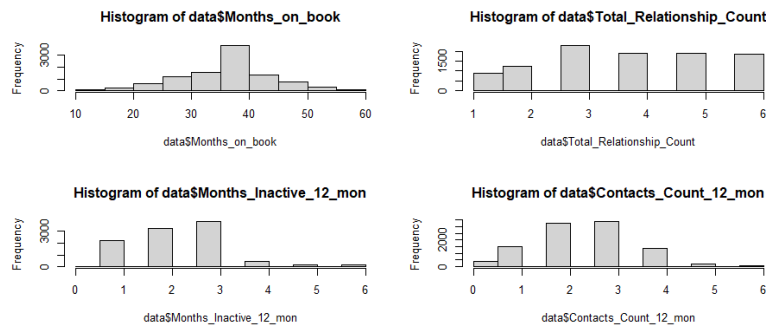 Histogram of data$Months_on_book
Frequency
0 3000
10 20 30 40 50 60
data$Months_on_book
Histogram of data$Total_Relationship_Count
Frequency
0 1500
1 2 3 4 5 6
data$Total_Relationship_Count
Histogram of data$Months_Inactive_12_mon
Frequency
0 3000
0 1 2 3 4 5 6
data$Months_Inactive_12_mon
Histogram of data$Contacts_Count_12_mon
Frequency
0 2000
0 1 2 3 4 5 6
data$Contacts_Count_12_mon